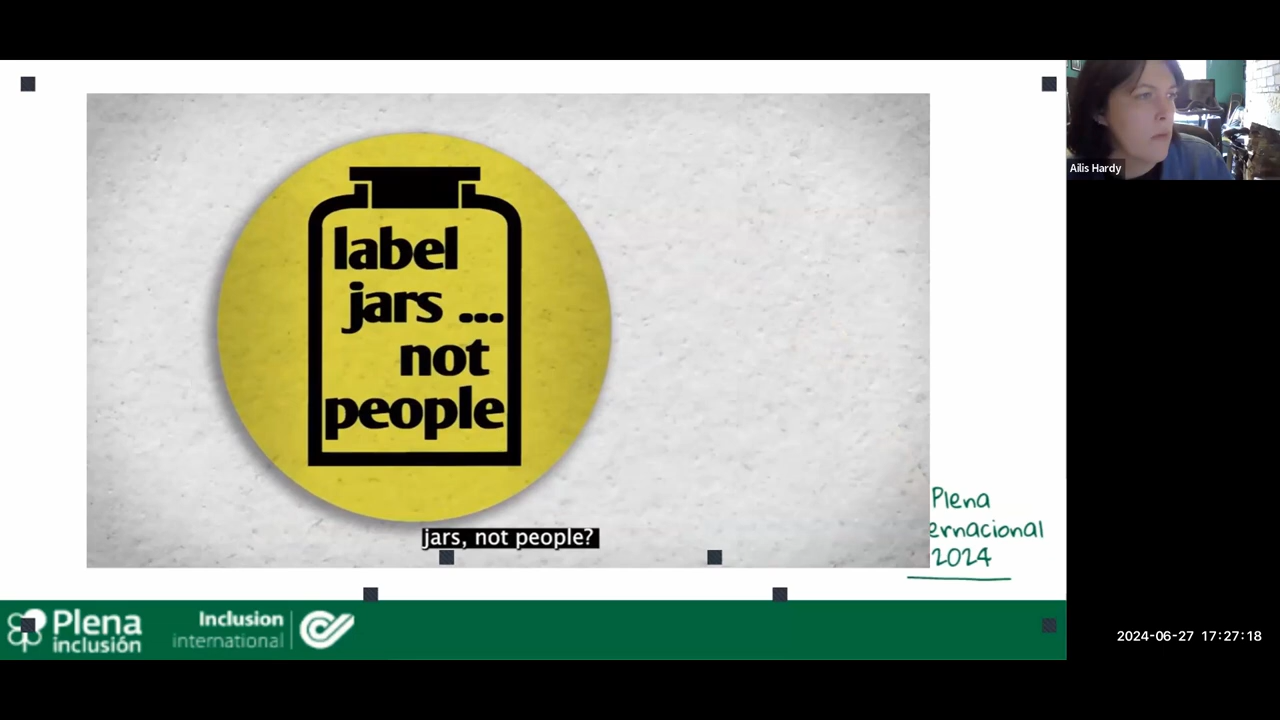 label
jars ...
not
people
jars, not people?
Plena
ernacional
2024
Plena
inclusión
Inclusion
international
Ailis Hardy
2024-06-27 17:27:18